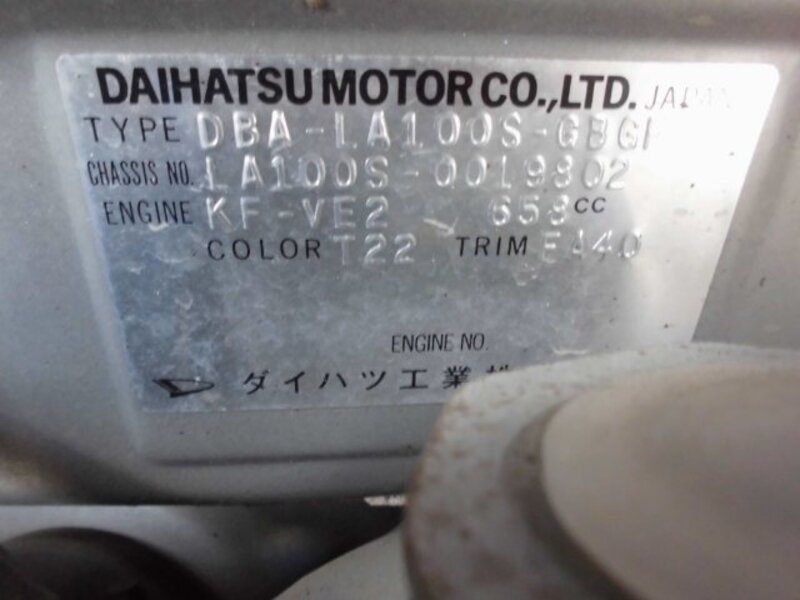 DAIHATSU MOTOR CO.,LTD. JAPAN
TYPE DBA-LA100S-GBGF
CHASSIS NO. LA100S-0019802
ENGINE KF-VE2 658CC
COLOR T22 TRIM
ENGINE NO.
ダイハツ工業